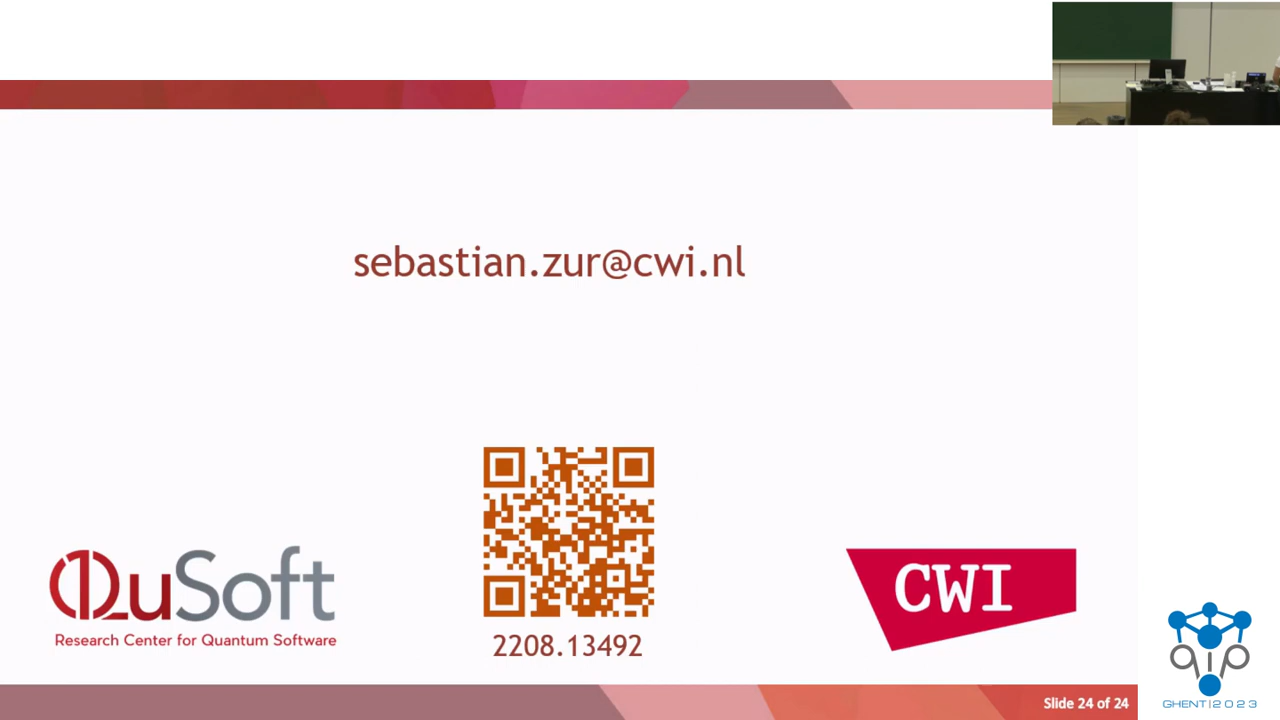 sebastian.zur@cwi.nl
QuSoft
Research Center for Quantum Software
2208.13492
CWI
Slide 24 of 24
qip
GHENT|2023